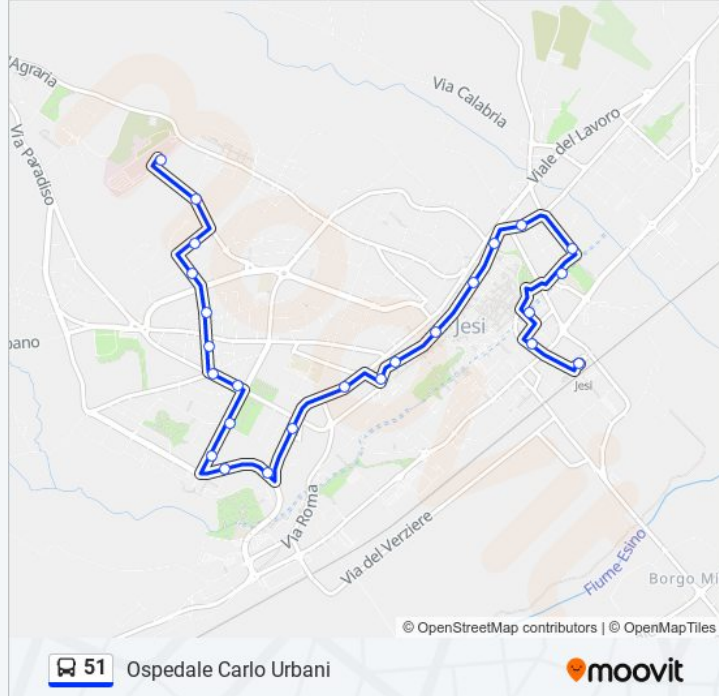 l'Agraria
Via Calabria
Viale del Lavoro
Via Paradiso
Jesi
Jesi
Via Roma
Via del Verziere
Fiume Esino
Borgo Mi
© OpenStreetMap contributors | © OpenMapTiles
51 Ospedale Carlo Urbani
moovit